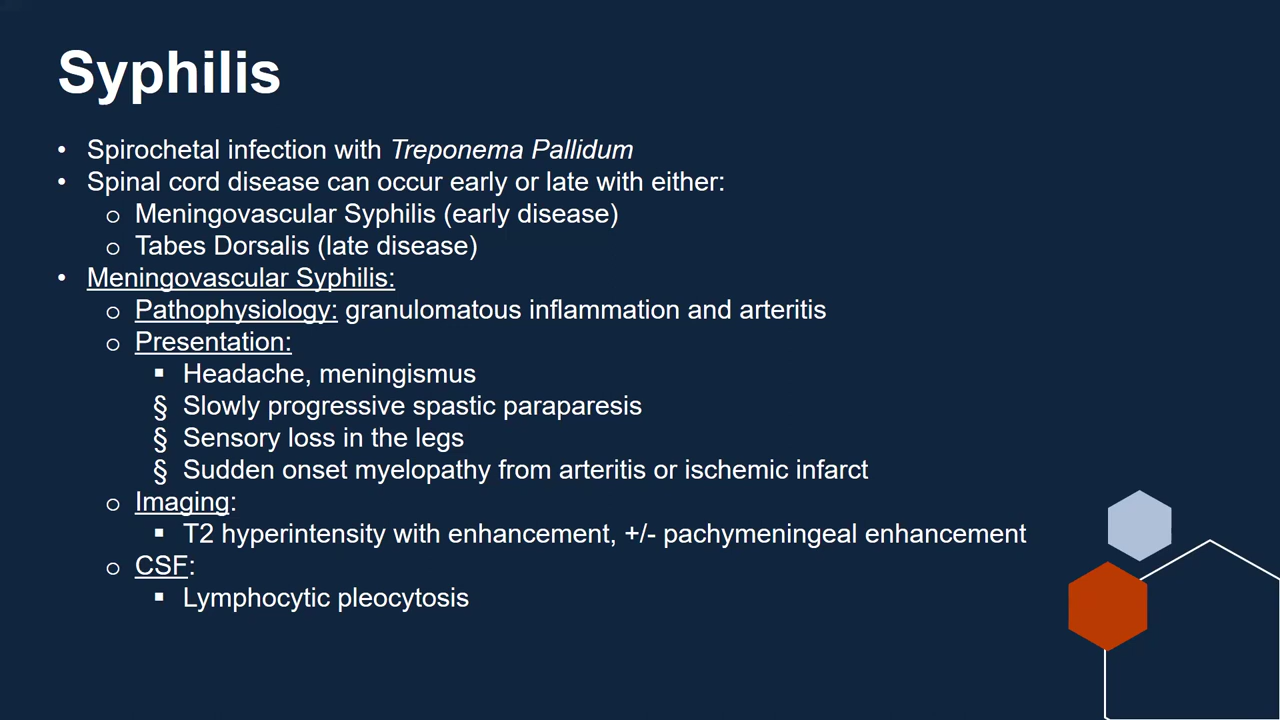 Syphilis
• Spirochetal infection with Treponema Pallidum
• Spinal cord disease can occur early or late with either:
o Meningovascular Syphilis (early disease)
o Tabes Dorsalis (late disease)
• Meningovascular Syphilis:
o Pathophysiology: granulomatous inflammation and arteritis
o Presentation:
▪ Headache, meningismus
§ Slowly progressive spastic paraparesis
§ Sensory loss in the legs
§ Sudden onset myelopathy from arteritis or ischemic infarct
o Imaging:
▪ T2 hyperintensity with enhancement, +/- pachymeningeal enhancement
o CSF:
▪ Lymphocytic pleocytosis